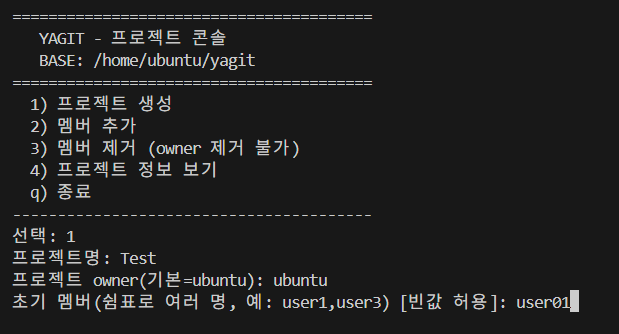 ========================================
YAGIT - 프로젝트 콘솔
BASE: /home/ubuntu/yagit
========================================
1) 프로젝트 생성
2) 멤버 추가
3) 멤버 제거 (owner 제거 불가)
4) 프로젝트 정보 보기
q) 종료
----------------------------------------
선택: 1
프로젝트명: Test
프로젝트 owner(기본=ubuntu): ubuntu
초기 멤버(쉼표로 여러 명, 예: user1,user3) [빈값 허용]: user01